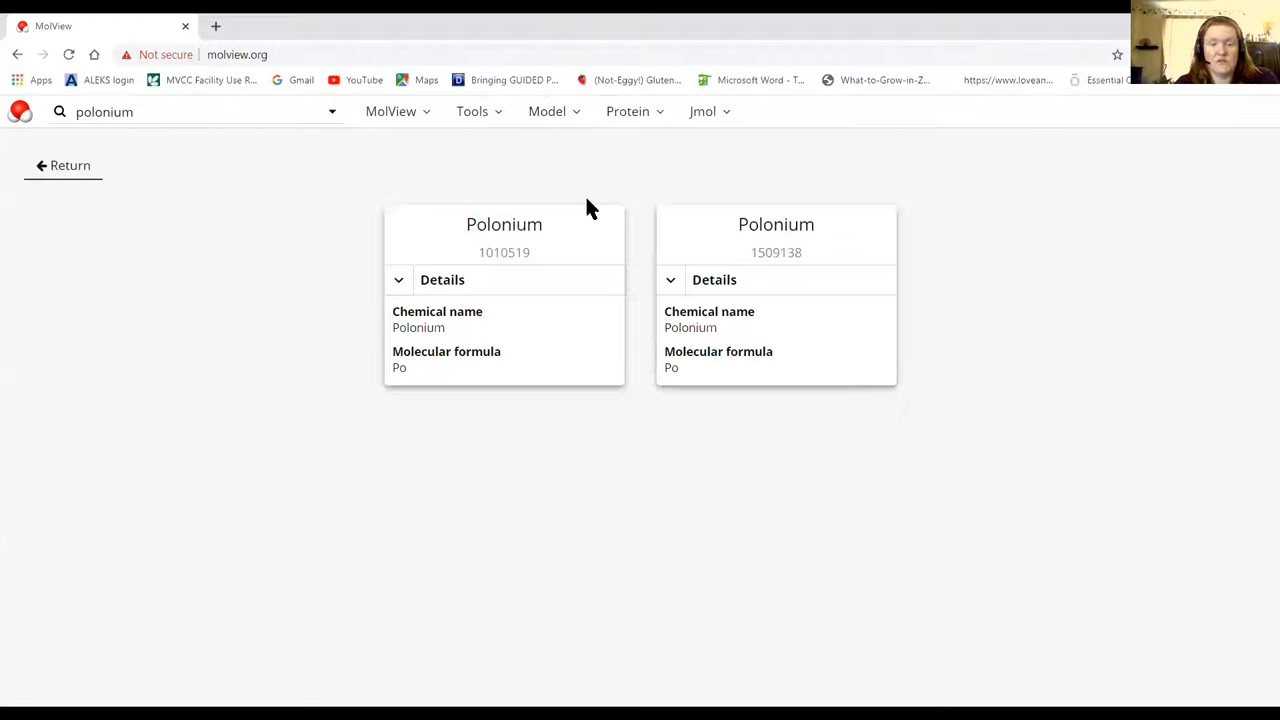 MolView
Not secure molview.org
Apps ALEKS login MVCC Facility Use R... Gmail YouTube Maps Bringing GUIDED P... (Not-Eggy!) Gluten... Microsoft Word - T... What-to-Grow-in-Z... https://www.lovean... Essential
polonium MolView Tools Model Protein Jmol
Return
Polonium
1010519
Details
Chemical name
Polonium
Molecular formula
Po
Polonium
1509138
Details
Chemical name
Polonium
Molecular formula
Po